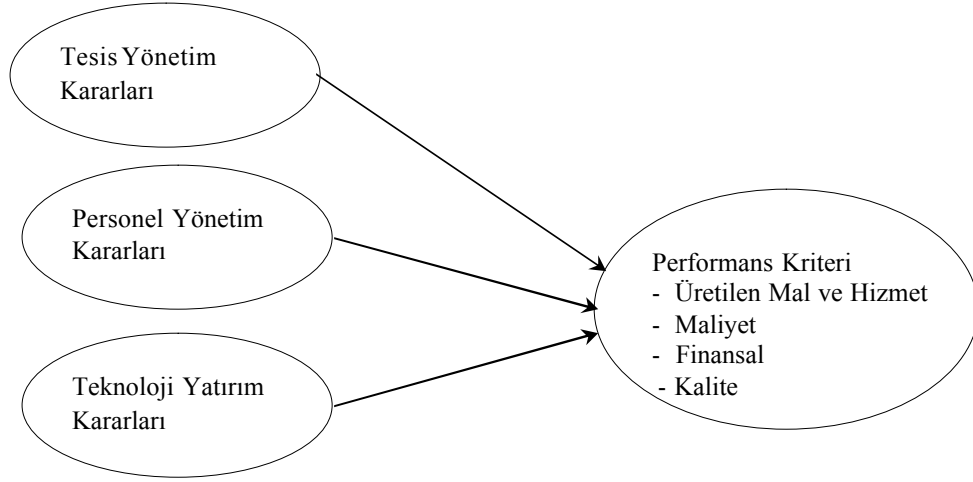 Tesis Yönetim
Kararları
Personel Yönetim
Kararları
Teknoloji Yatırım
Kararları
Performans Kriteri
- Üretilen Mal ve Hizmet
- Maliyet
- Finansal
- Kalite